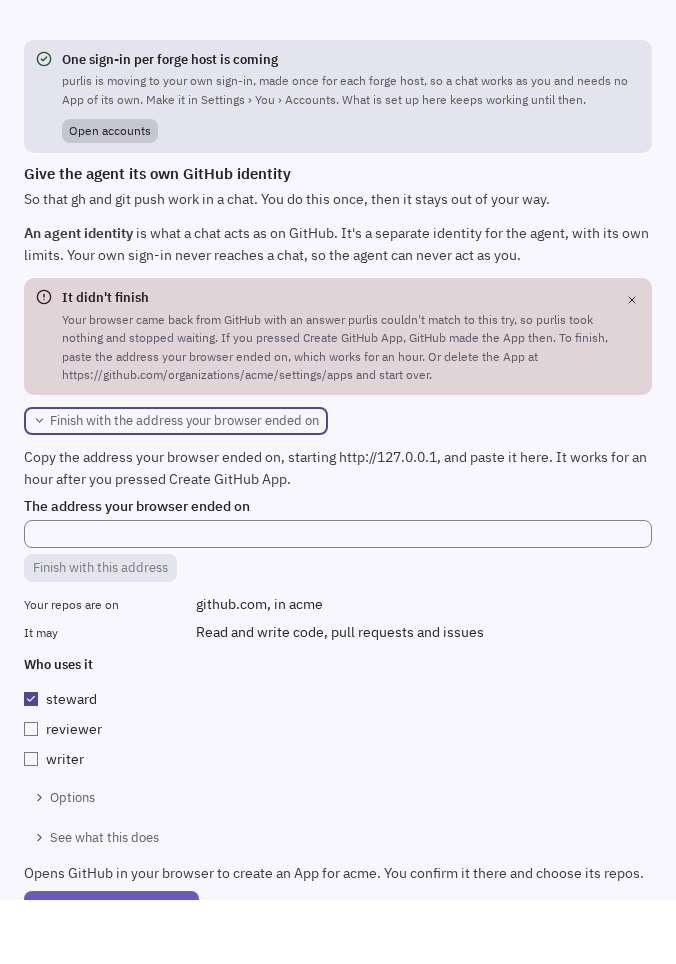 One sign-in per forge host is coming
purlis is moving to your own sign-in, made once for each forge host, so a chat works as you and needs no
App of its own. Make it in Settings › You › Accounts. What is set up here keeps working until then.
Open accounts
Give the agent its own GitHub identity
So that gh and git push work in a chat. You do this once, then it stays out of your way.
An agent identity is what a chat acts as on GitHub. It's a separate identity for the agent, with its own
limits. Your own sign-in never reaches a chat, so the agent can never act as you.
It didn't finish
Your browser came back from GitHub with an answer purlis couldn't match to this try, so purlis took
nothing and stopped waiting. If you pressed Create GitHub App, GitHub made the App then. To finish,
paste the address your browser ended on, which works for an hour. Or delete the App at
https://github.com/organizations/acme/settings/apps and start over.
Finish with the address your browser ended on
Copy the address your browser ended on, starting http://127.0.0.1, and paste it here. It works for an
hour after you pressed Create GitHub App.
The address your browser ended on
Finish with this address
Your repos are on github.com, in acme
It may Read and write code, pull requests and issues
Who uses it
steward
reviewer
writer
Options
See what this does
Opens GitHub in your browser to create an App for acme. You confirm it there and choose its repos.